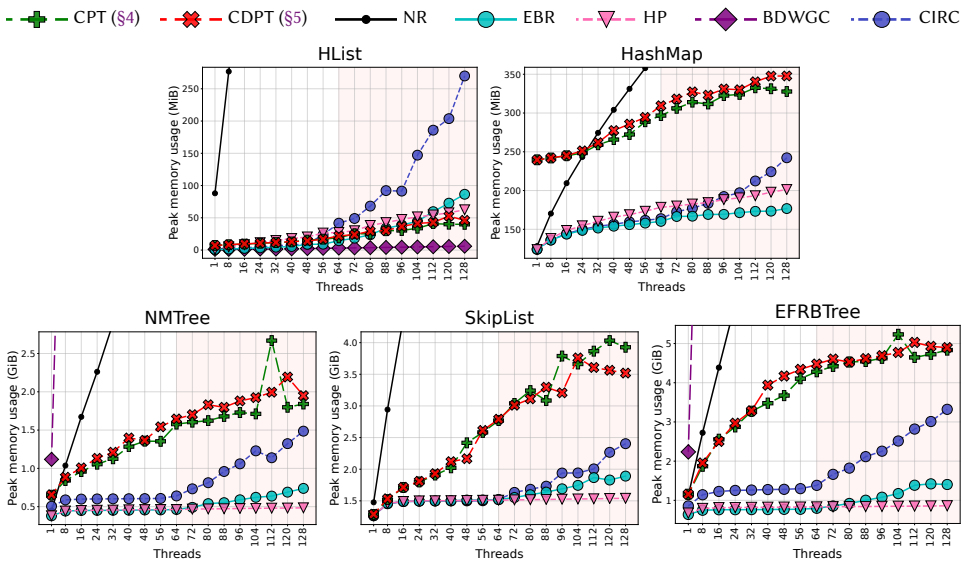 CPT (§4) CDPT (§5) NR EBR HP BDWGC CIRC
HList
Peak memory usage (MiB)
250
200
150
100
50
0
1 8 16 24 32 40 48 56 64 72 80 88 96 104 112 120 128
Threads
HashMap
Peak memory usage (MiB)
350
300
250
200
150
1 8 16 24 32 40 48 56 64 72 80 88 96 104 112 120 128
Threads
NMTree
Peak memory usage (GiB)
2.5
2.0
1.5
1.0
0.5
1 8 16 24 32 40 48 56 64 72 80 88 96 104 112 120 128
Threads
SkipList
Peak memory usage (GiB)
4.0
3.5
3.0
2.5
2.0
1.5
1 8 16 24 32 40 48 56 64 72 80 88 96 104 112 120 128
Threads
EFRBTree
Peak memory usage (GiB)
5
4
3
2
1
1 8 16 24 32 40 48 56 64 72 80 88 96 104 112 120 128
Threads